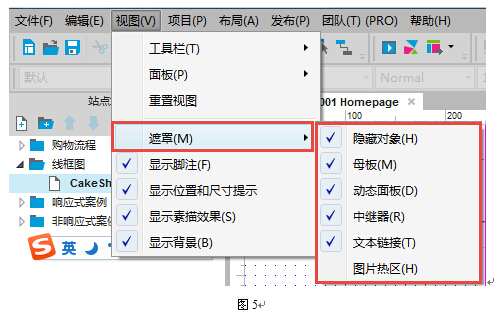 文件(F) 编辑(E) 视图(V) 项目(P) 布局(A) 发布(P) 团队(T) (PRO) 帮助(H)
默认
Normal
工具栏(T)
面板(P)
重置视图
遮罩(M)
显示脚注(F)
显示位置和尺寸提示
显示素描效果(S)
显示背景(B)
站点
购物流程
线框图
CakeSh
响应式案例
非响应式案例
S 英
001 Homepage
100
200
隐藏对象(H)
母板(M)
动态面板(D)
中继器(R)
文本链接(T)
图片热区(H)
图 5